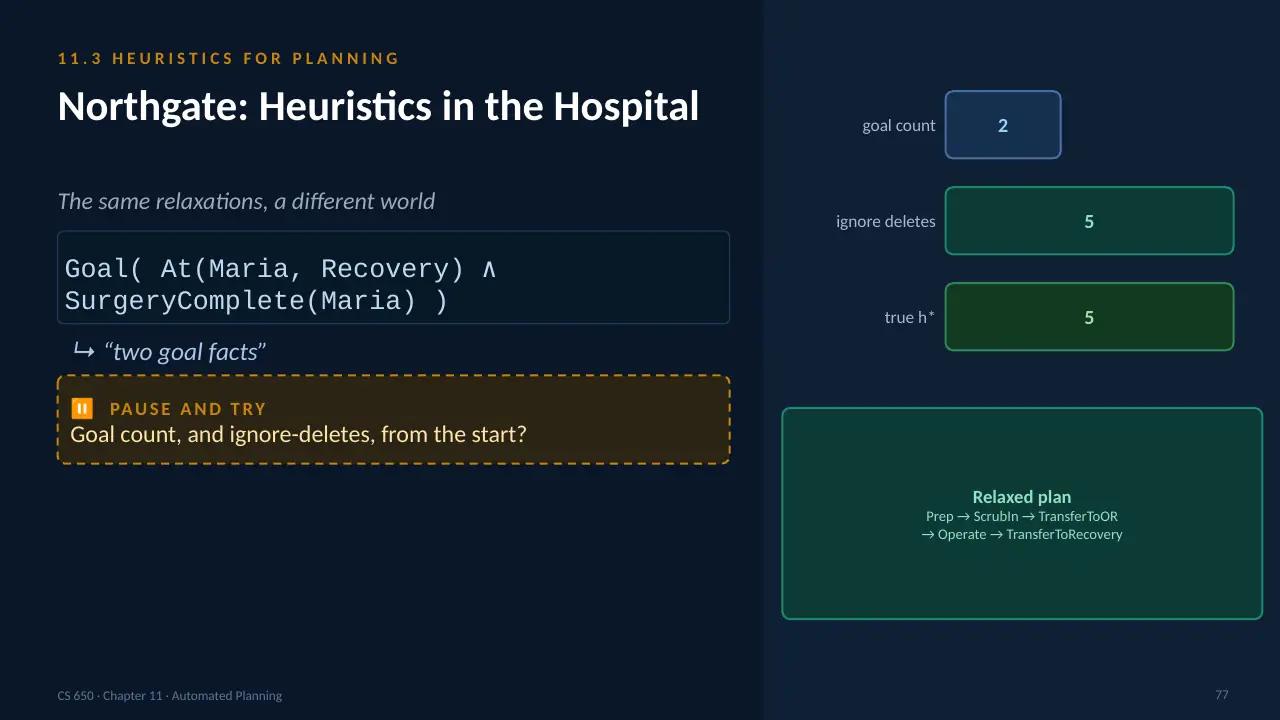 11.3 HEURISTICS FOR PLANNING
Northgate: Heuristics in the Hospital
The same relaxations, a different world
Goal( At(Maria, Recovery) ∧
SurgeryComplete(Maria) )
↪ “two goal facts”
⏸ PAUSE AND TRY
Goal count, and ignore-deletes, from the start?
goal count
2
ignore deletes
5
true h*
5
Relaxed plan
Prep → ScrubIn → TransferToOR
→ Operate → TransferToRecovery
CS 650 · Chapter 11 · Automated Planning
77